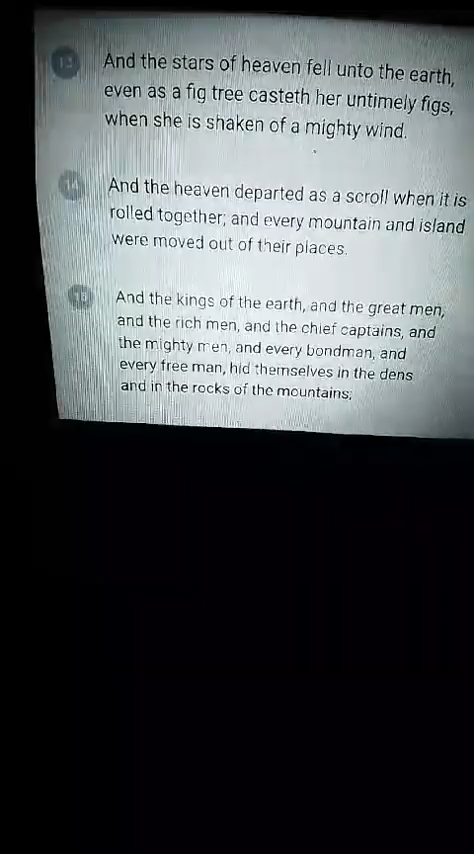 13 And the stars of heaven fell unto the earth,
even as a fig tree casteth her untimely figs,
when she is shaken of a mighty wind.
14 And the heaven departed as a scroll when it is
rolled together; and every mountain and island
were moved out of their places.
15 And the kings of the earth, and the great men,
and the rich men, and the chief captains, and
the mighty men, and every bondman, and
every free man, hid themselves in the dens
and in the rocks of the mountains;